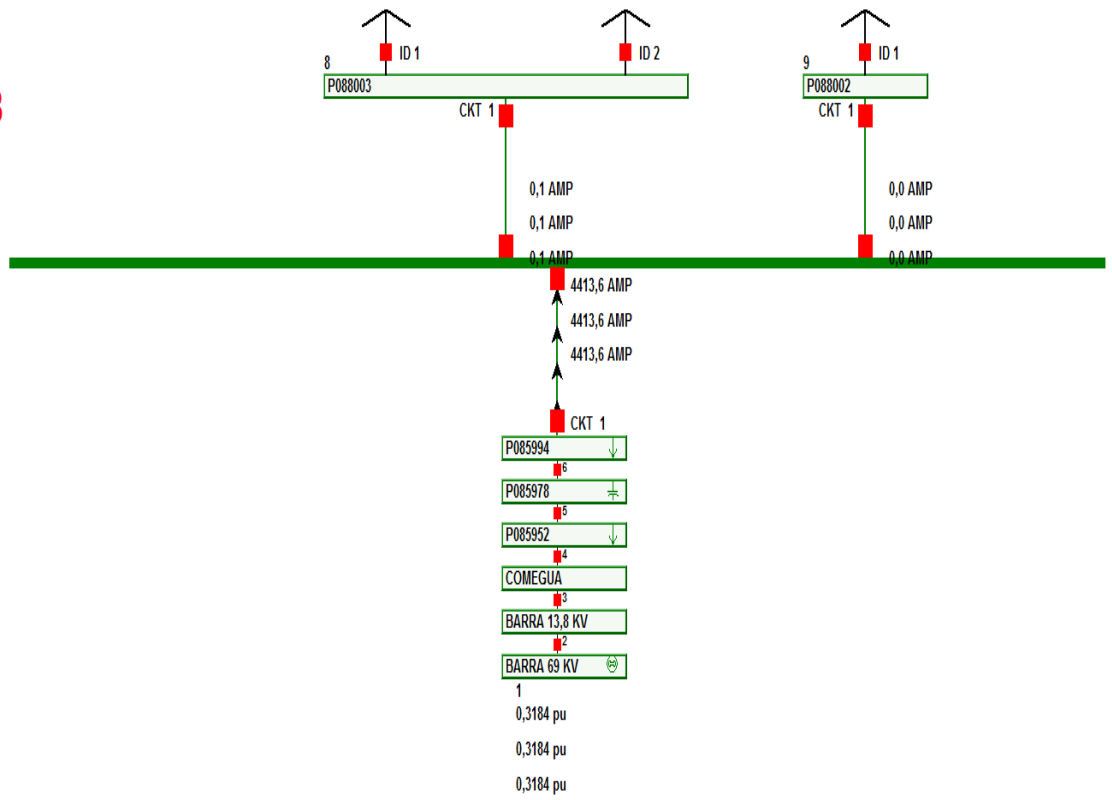 ID 1
ID 2
ID 1
8
9
P088003
P088002
CKT 1
CKT 1
0,1 AMP
0,0 AMP
0,1 AMP
0,0 AMP
0,1 AMP
0,0 AMP
4413,6 AMP
4413,6 AMP
4413,6 AMP
CKT 1
P085994
6
P085978
5
P085952
4
COMEGUA
3
BARRA 13,8 KV
2
BARRA 69 KV
1
0,3184 pu
0,3184 pu
0,3184 pu